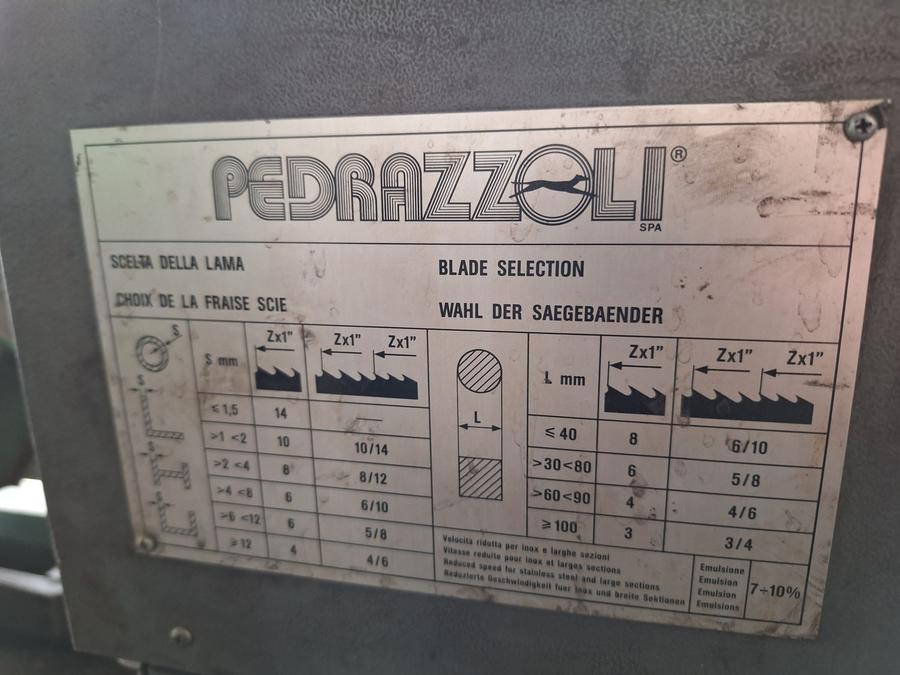 PEDRAZZOLI®
SPA
SCELTA DELLA LAMA
BLADE SELECTION
CHOIX DE LA FRAISE SCIE
WAHL DER SAEGEBAENDER
S
S mm
Zx1"
Zx1" Zx1"
L mm
Zx1"
Zx1" Zx1"
S
L
S
S
≤ 1,5 14 —
>1 <2 10 10/14
>2 <4 8 8/12
>4 <8 6 6/10
>6 <12 6 5/8
≥12 4 4/6
≤ 40 8 6/10
>30<80 6 5/8
>60<90 4 4/6
≥ 100 3 3/4
Velocita ridotta per inox e larghe sezioni
Vitesse reduite pour inox et larges sections
Reduced speed for stainless steel and large sections
Reduzierte Geschwindigkeit fuer Inox und breite Sektionen
Emulsione
Emulsion
Emulsion
Emulsions
7÷10%